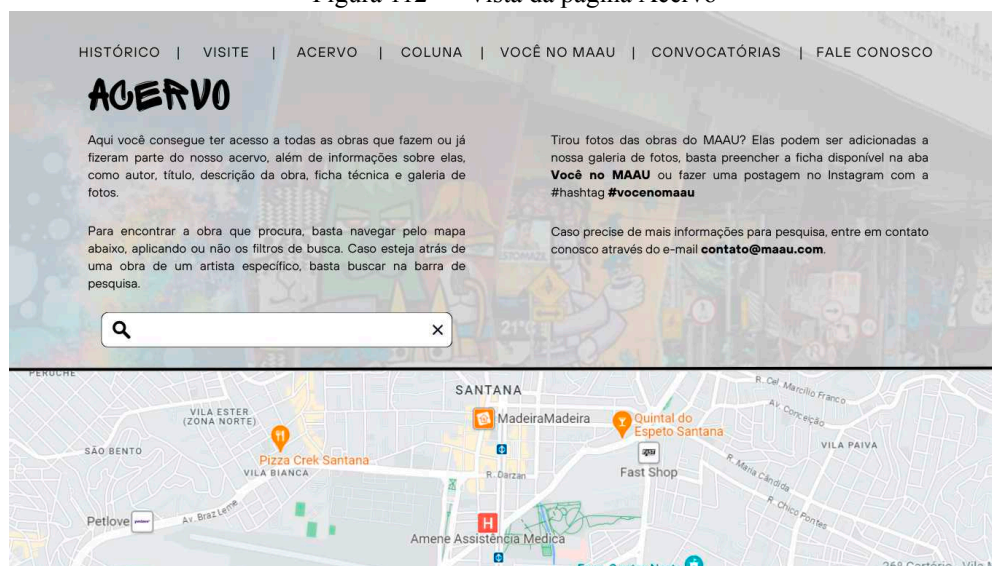 Figura 112 — Vista da página Acervo
HISTÓRICO | VISITE | ACERVO | COLUNA | VOCÊ NO MAAU | CONVOCATÓRIAS | FALE CONOSCO
ACERVO
Aqui você consegue ter acesso a todas as obras que fazem ou já
fizeram parte do nosso acervo, além de informações sobre elas,
como autor, título, descrição da obra, ficha técnica e galeria de
fotos.
Para encontrar a obra que procura, basta navegar pelo mapa
abaixo, aplicando ou não os filtros de busca. Caso esteja atrás de
uma obra de um artista específico, basta buscar na barra de
pesquisa.
Tirou fotos das obras do MAAU? Elas podem ser adicionadas a
nossa galeria de fotos, basta preencher a ficha disponível na aba
Você no MAAU ou fazer uma postagem no Instagram com a
#hashtag #vocenomaau
Caso precise de mais informações para pesquisa, entre em contato
conosco através do e-mail contato@maau.com.
ESTOMAZIL
21°C
PERUCHE
SANTANA
R. Cel. Marcílio Franco
VILA ESTER
(ZONA NORTE)
MadeiraMadeira
Quintal do
Espeto Santana
Av. Conceição
SÃO BENTO
Pizza Crek Santana
VILA BIANCA
VILA PAIVA
R. Darzan
Fast Shop
R. Maria Cândida
Petlove
Av. Braz Leme
R. Chico Pontes
H
Amene Assistência Medica